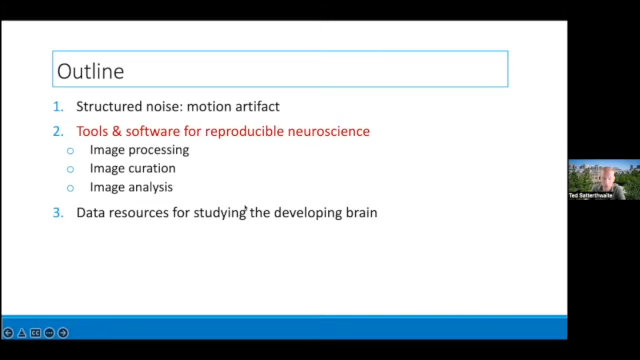 Outline
1. Structured noise: motion artifact
2. Tools & software for reproducible neuroscience
o Image processing
o Image curation
o Image analysis
3. Data resources for studying the developing brain
Ted Satterthwaite